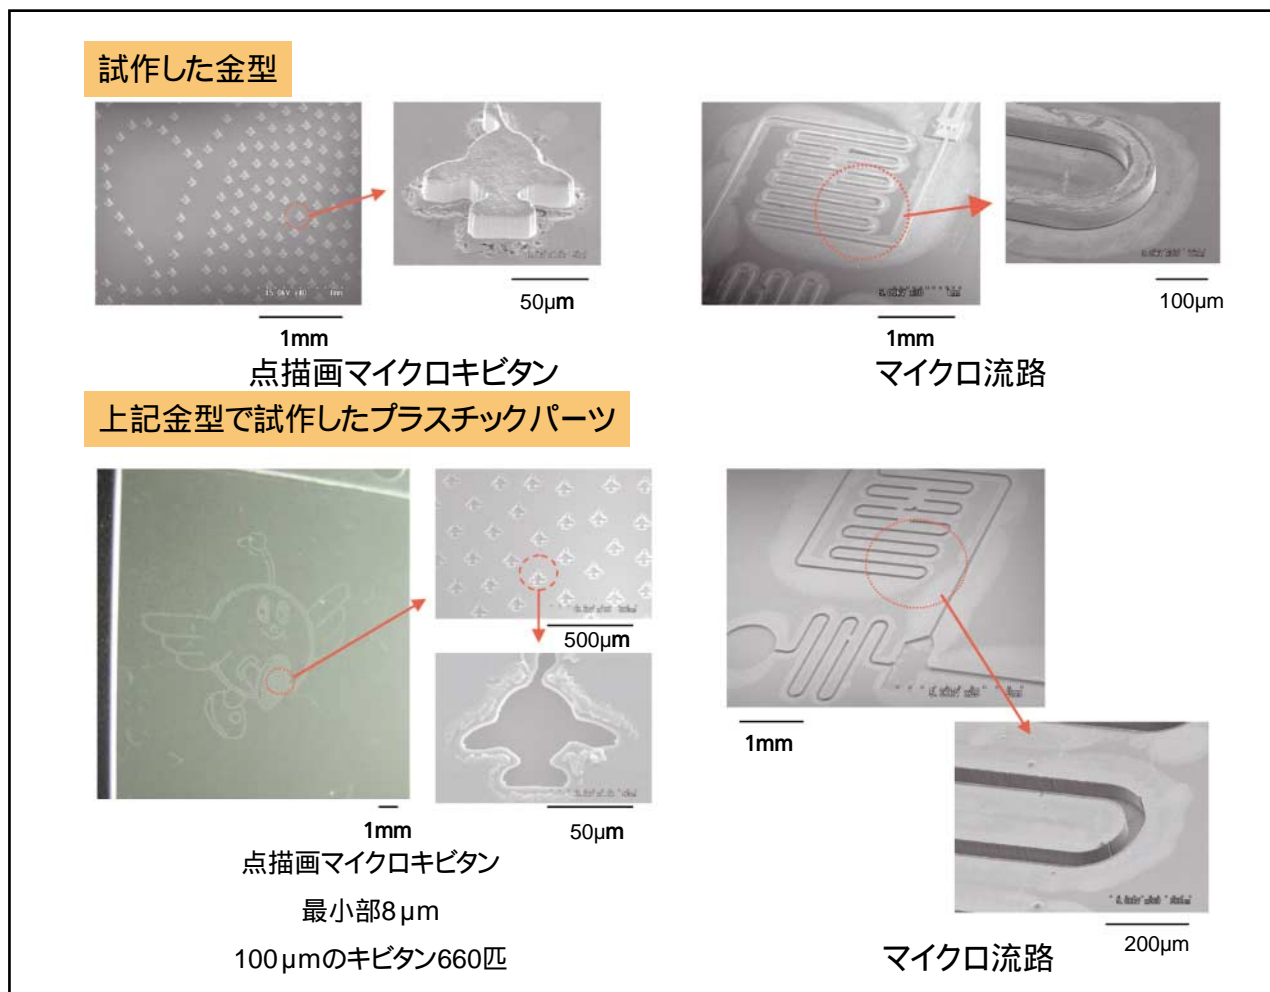 試作した金型
15.0kV x40 1mm
1mm
50μm
1mm
100μm
点描画マイクロキビタン
マイクロ流路
上記金型で試作したプラスチックパーツ
500μm
1mm
50μm
1mm
200μm
点描画マイクロキビタン
最小部8μm
100μmのキビタン660匹
マイクロ流路